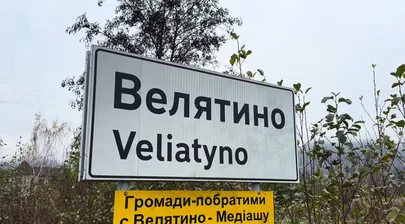 Велятино
Veliatyno
Громади-побратими
с Велятино - Медіашу